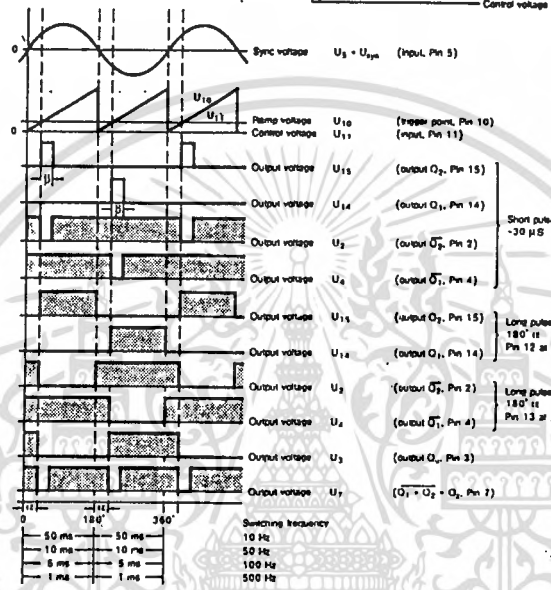 Control voltage
0 Sync voltage U5 = Usyn (input, Pin 5)
U10
U11
Ramp voltage U10 (trigger point, Pin 10)
0 Control voltage U11 (input, Pin 11)
Output voltage U15 (output Q2, Pin 15)
β
Output voltage U14 (output Q1, Pin 14)
β
Short pulse
~30 µS
Output voltage U2 (output Q̅2, Pin 2)
Output voltage U4 (output Q̅1, Pin 4)
Output voltage U15 (output Q2, Pin 15)
Long pulse
180° α
Pin 12 at
Output voltage U14 (output Q1, Pin 14)
Output voltage U2 (output Q̅2, Pin 2)
Long pulse
180° α
Pin 13 at
Output voltage U4 (output Q̅1, Pin 4)
Output voltage U3 (output Qu, Pin 3)
Output voltage U7 (Pin 7)
α α
0 180° 360° Switching frequency
50 ms 50 ms 10 Hz
10 ms 10 ms 50 Hz
5 ms 5 ms 100 Hz
1 ms 1 ms 500 Hz